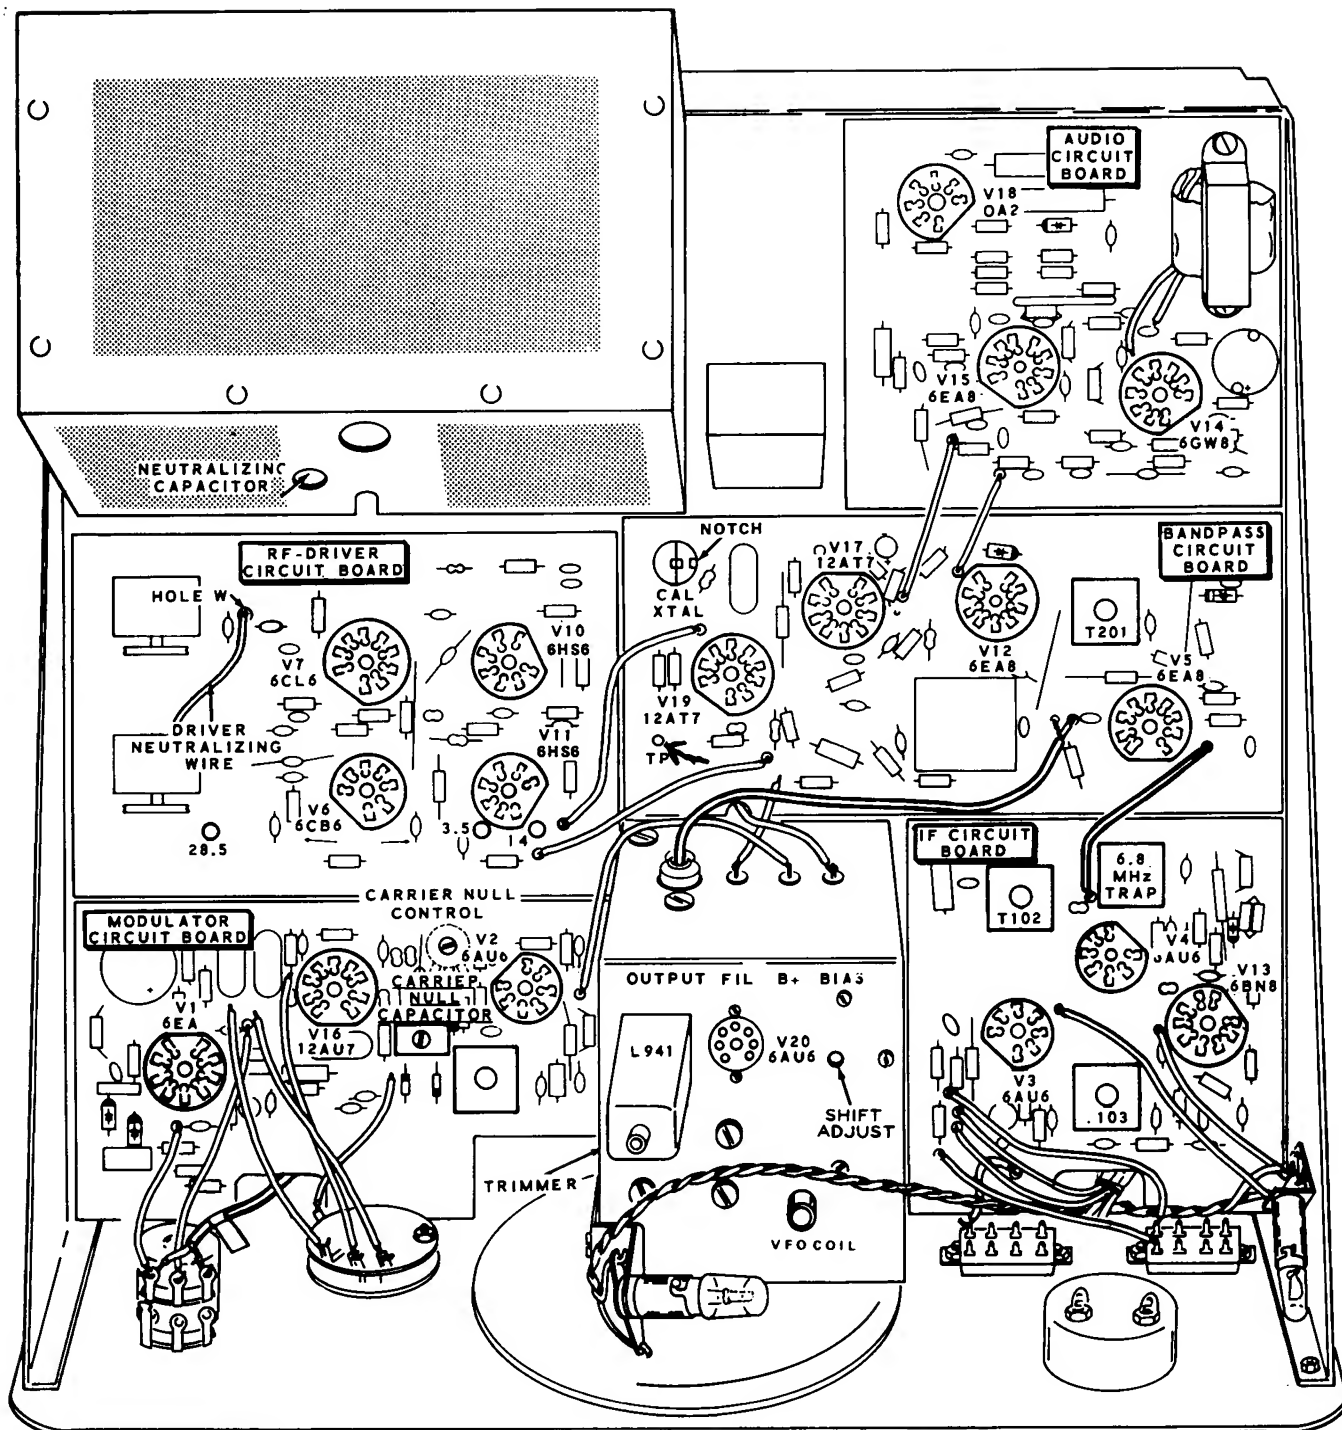 AUDIO
CIRCUIT
BOARD
V18
OA2
V15
6EA8
V14
6GW8
NEUTRALIZING
CAPACITOR
RF-DRIVER
CIRCUIT BOARD
HOLE W
V7
6CL6
V10
6HS6
DRIVER
NEUTRALIZING
WIRE
V11
6HS6
V6
6CB6
3.5
14
28.5
NOTCH
CAL
XTAL
V17
12AT7
BANDPASS
CIRCUIT
BOARD
T201
V12
6EA8
V5
6EA8
V19
12AT7
TP
CARRIER NULL
CONTROL
MODULATOR
CIRCUIT BOARD
V2
6AU6
CARRIER
NULL
CAPACITOR
V1
6EA
V16
12AU7
OUTPUT FIL B+ BIAS
L941
V20
6AU6
SHIFT
ADJUST
TRIMMER
VFO COIL
IF CIRCUIT
BOARD
6.8
MHz
TRAP
T102
V4
6AU6
V13
6BN8
V3
6AU6
.103